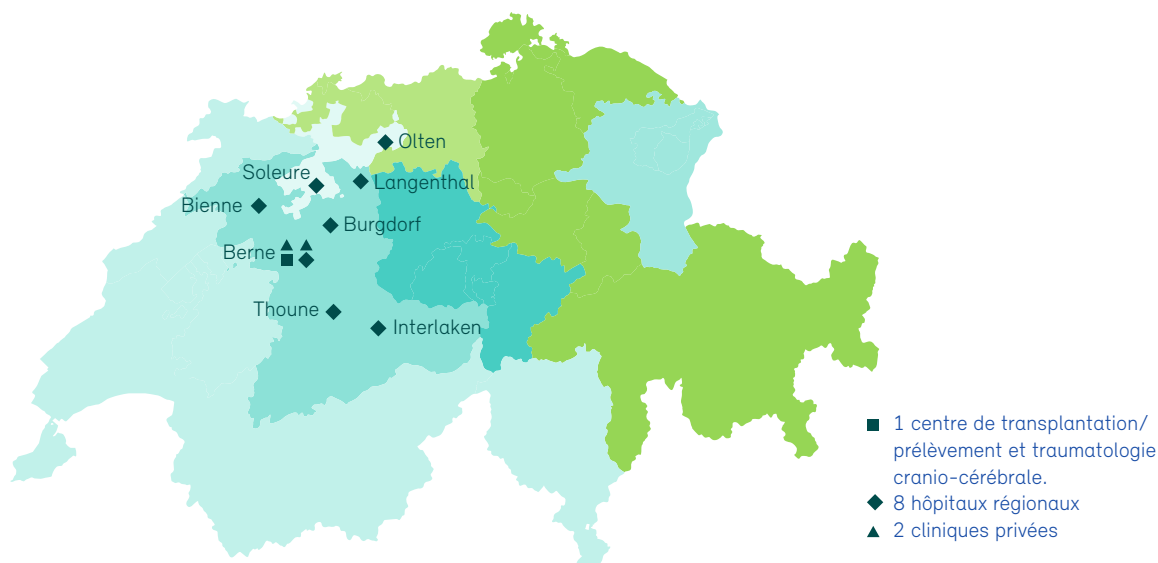 Olten
Soleure
Langenthal
Bienne
Burgdorf
Berne
Thoune
Interlaken
1 centre de transplantation/
prélèvement et traumatologie
cranio-cérébrale.
8 hôpitaux régionaux
2 cliniques privées